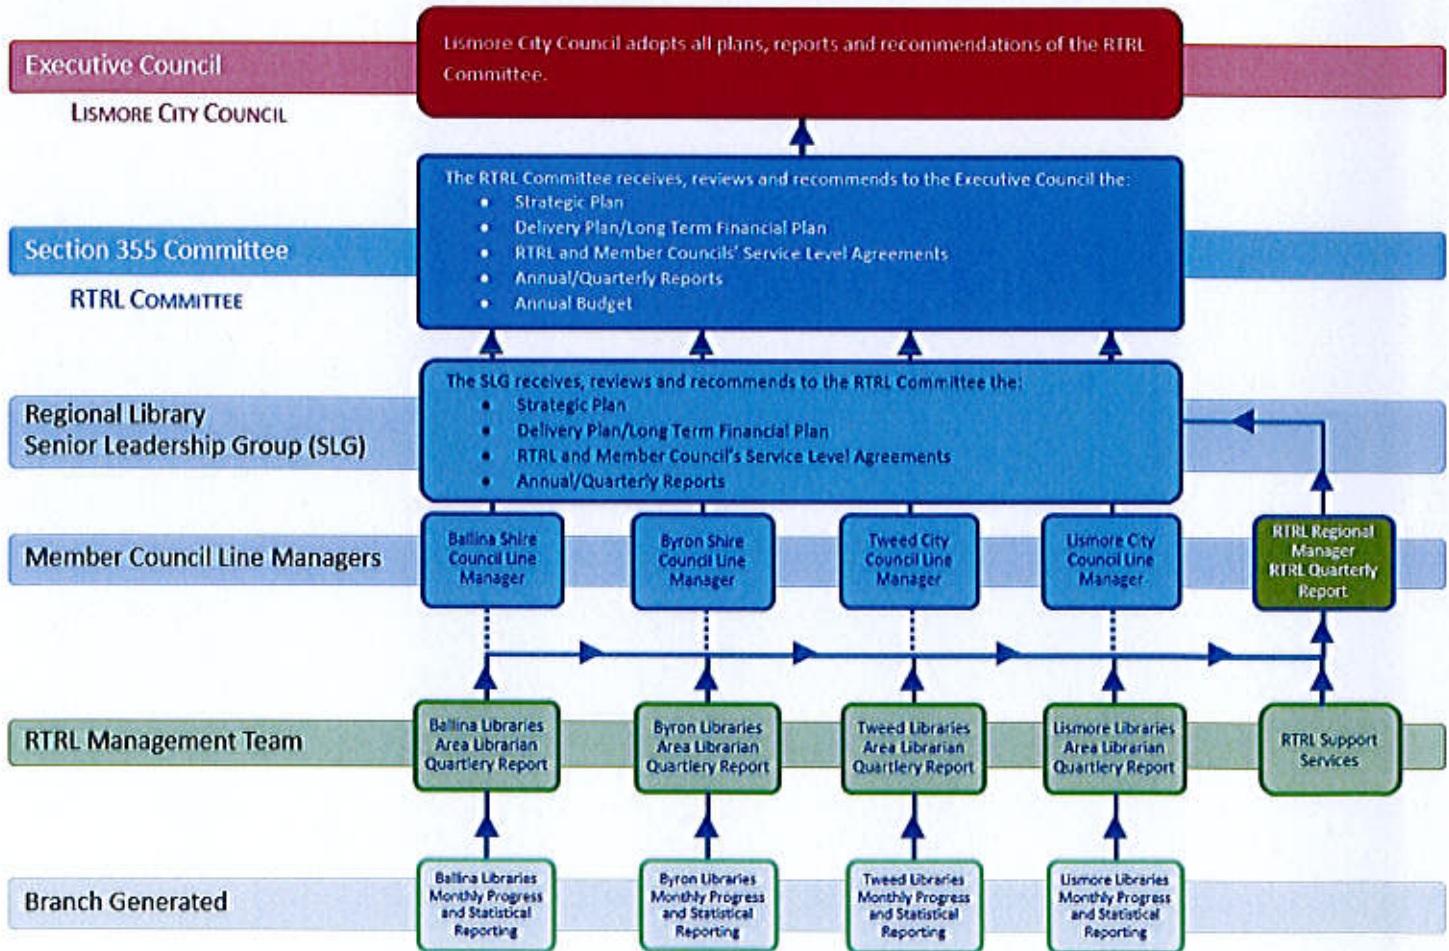 Executive Council
LISMORE CITY COUNCIL
Lismore City Council adopts all plans, reports and recommendations of the RTRL
Committee.
Section 355 Committee
RTRL COMMITTEE
The RTRL Committee receives, reviews and recommends to the Executive Council the:
● Strategic Plan
● Delivery Plan/Long Term Financial Plan
● RTRL and Member Councils' Service Level Agreements
● Annual/Quarterly Reports
● Annual Budget
Regional Library
Senior Leadership Group (SLG)
The SLG receives, reviews and recommends to the RTRL Committee the:
● Strategic Plan
● Delivery Plan/Long Term Financial Plan
● RTRL and Member Council's Service Level Agreements
● Annual/Quarterly Reports
Member Council Line Managers
Ballina Shire
Council Line
Manager
Byron Shire
Council Line
Manager
Tweed City
Council Line
Manager
Lismore City
Council Line
Manager
RTRL Regional
Manager
RTRL Quarterly
Report
RTRL Management Team
Ballina Libraries
Area Librarian
Quartlery Report
Byron Libraries
Area Librarian
Quartlery Report
Tweed Libraries
Area Librarian
Quartlery Report
Lismore Libraries
Area Librarian
Quartlery Report
RTRL Support
Services
Branch Generated
Ballina Libraries
Monthly Progress
and Statistical
Reporting
Byron Libraries
Monthly Progress
and Statistical
Reporting
Tweed Libraries
Monthly Progress
and Statistical
Reporting
Lismore Libraries
Monthly Progress
and Statistical
Reporting